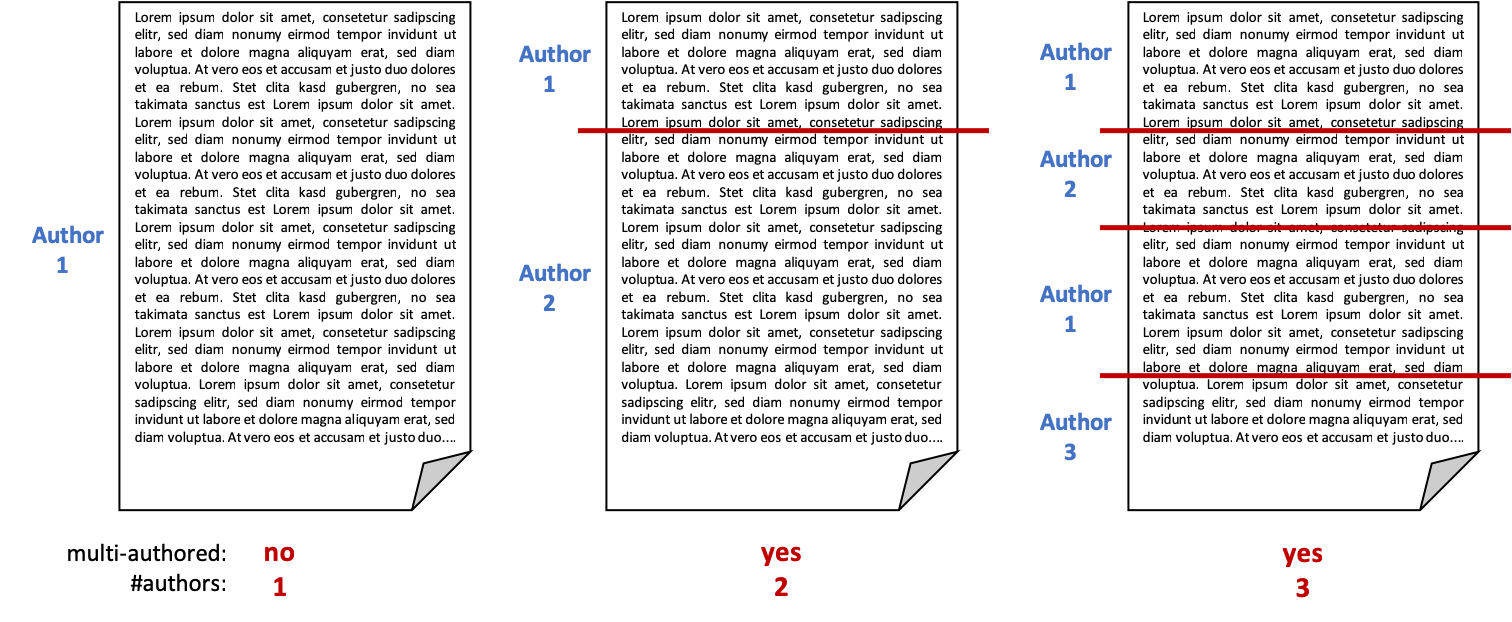 Lorem ipsum dolor sit amet, consetetur sadipscing
elitr, sed diam nonumy eirmod tempor invidunt ut
labore et dolore magna aliquyam erat, sed diam
voluptua. At vero eos et accusam et justo duo dolores
et ea rebum. Stet clita kasd gubergren, no sea
takimata sanctus est Lorem ipsum dolor sit amet.
Lorem ipsum dolor sit amet, consetetur sadipscing
elitr, sed diam nonumy eirmod tempor invidunt ut
labore et dolore magna aliquyam erat, sed diam
voluptua. At vero eos et accusam et justo duo dolores
et ea rebum. Stet clita kasd gubergren, no sea
takimata sanctus est Lorem ipsum dolor sit amet.
Lorem ipsum dolor sit amet, consetetur sadipscing
elitr, sed diam nonumy eirmod tempor invidunt ut
labore et dolore magna aliquyam erat, sed diam
voluptua. At vero eos et accusam et justo duo dolores
et ea rebum. Stet clita kasd gubergren, no sea
takimata sanctus est Lorem ipsum dolor sit amet.
Lorem ipsum dolor sit amet, consetetur sadipscing
elitr, sed diam nonumy eirmod tempor invidunt ut
labore et dolore magna aliquyam erat, sed diam
voluptua. Lorem ipsum dolor sit amet, consetetur
sadipscing elitr, sed diam nonumy eirmod tempor
invidunt ut labore et dolore magna aliquyam erat, sed
diam voluptua. At vero eos et accusam et justo duo....
Author
1
Lorem ipsum dolor sit amet, consetetur sadipscing
elitr, sed diam nonumy eirmod tempor invidunt ut
labore et dolore magna aliquyam erat, sed diam
voluptua. At vero eos et accusam et justo duo dolores
et ea rebum. Stet clita kasd gubergren, no sea
takimata sanctus est Lorem ipsum dolor sit amet.
Lorem ipsum dolor sit amet, consetetur sadipscing
elitr, sed diam nonumy eirmod tempor invidunt ut
labore et dolore magna aliquyam erat, sed diam
voluptua. At vero eos et accusam et justo duo dolores
et ea rebum. Stet clita kasd gubergren, no sea
takimata sanctus est Lorem ipsum dolor sit amet.
Lorem ipsum dolor sit amet, consetetur sadipscing
elitr, sed diam nonumy eirmod tempor invidunt ut
labore et dolore magna aliquyam erat, sed diam
voluptua. At vero eos et accusam et justo duo dolores
et ea rebum. Stet clita kasd gubergren, no sea
takimata sanctus est Lorem ipsum dolor sit amet.
Lorem ipsum dolor sit amet, consetetur sadipscing
elitr, sed diam nonumy eirmod tempor invidunt ut
labore et dolore magna aliquyam erat, sed diam
voluptua. Lorem ipsum dolor sit amet, consetetur
sadipscing elitr, sed diam nonumy eirmod tempor
invidunt ut labore et dolore magna aliquyam erat, sed
diam voluptua. At vero eos et accusam et justo duo....
Author
1
Author
2
Lorem ipsum dolor sit amet, consetetur sadipscing
elitr, sed diam nonumy eirmod tempor invidunt ut
labore et dolore magna aliquyam erat, sed diam
voluptua. At vero eos et accusam et justo duo dolores
et ea rebum. Stet clita kasd gubergren, no sea
takimata sanctus est Lorem ipsum dolor sit amet.
Lorem ipsum dolor sit amet, consetetur sadipscing
elitr, sed diam nonumy eirmod tempor invidunt ut
labore et dolore magna aliquyam erat, sed diam
voluptua. At vero eos et accusam et justo duo dolores
et ea rebum. Stet clita kasd gubergren, no sea
takimata sanctus est Lorem ipsum dolor sit amet.
Lorem ipsum dolor sit amet, consetetur sadipscing
elitr, sed diam nonumy eirmod tempor invidunt ut
labore et dolore magna aliquyam erat, sed diam
voluptua. At vero eos et accusam et justo duo dolores
et ea rebum. Stet clita kasd gubergren, no sea
takimata sanctus est Lorem ipsum dolor sit amet.
Lorem ipsum dolor sit amet, consetetur sadipscing
elitr, sed diam nonumy eirmod tempor invidunt ut
labore et dolore magna aliquyam erat, sed diam
voluptua. Lorem ipsum dolor sit amet, consetetur
sadipscing elitr, sed diam nonumy eirmod tempor
invidunt ut labore et dolore magna aliquyam erat, sed
diam voluptua. At vero eos et accusam et justo duo....
Author
1
Author
2
Author
1
Author
3
multi-authored: no yes yes
#authors: 1 2 3